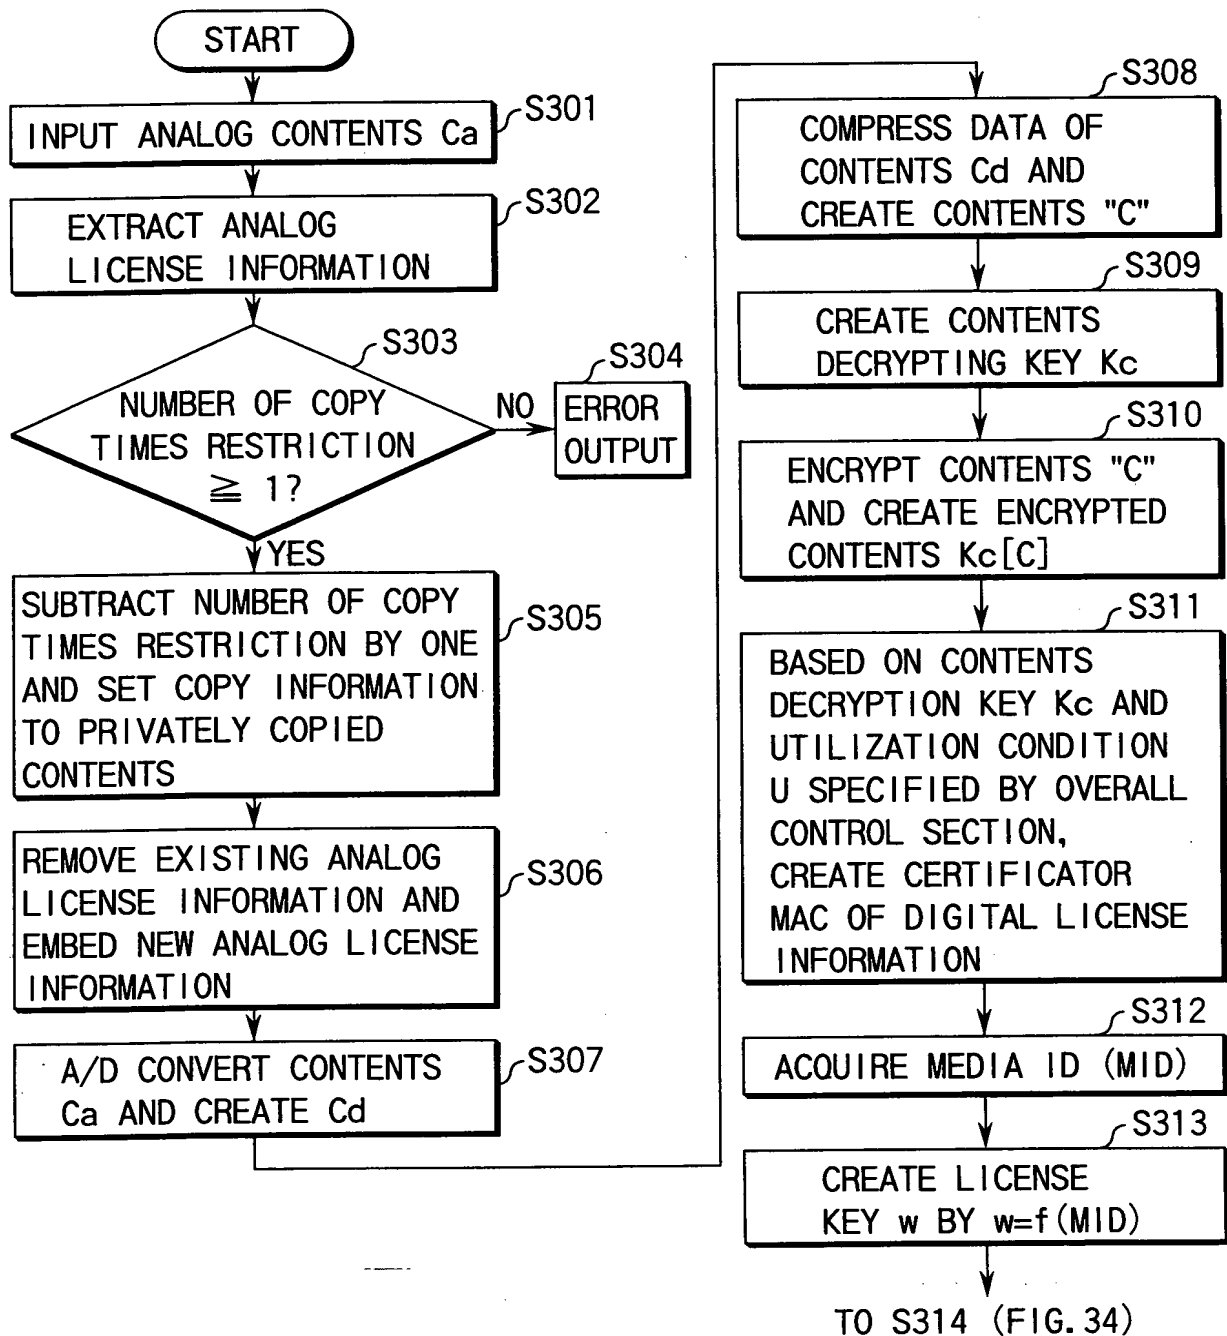 START
S301
INPUT ANALOG CONTENTS Ca
S302
EXTRACT ANALOG
LICENSE INFORMATION
S303
NUMBER OF COPY
TIMES RESTRICTION
≧ 1?
NO
S304
ERROR
OUTPUT
YES
S305
SUBTRACT NUMBER OF COPY
TIMES RESTRICTION BY ONE
AND SET COPY INFORMATION
TO PRIVATELY COPIED
CONTENTS
S306
REMOVE EXISTING ANALOG
LICENSE INFORMATION AND
EMBED NEW ANALOG LICENSE
INFORMATION
S307
A/D CONVERT CONTENTS
Ca AND CREATE Cd
S308
COMPRESS DATA OF
CONTENTS Cd AND
CREATE CONTENTS "C"
S309
CREATE CONTENTS
DECRYPTING KEY Kc
S310
ENCRYPT CONTENTS "C"
AND CREATE ENCRYPTED
CONTENTS Kc[C]
S311
BASED ON CONTENTS
DECRYPTION KEY Kc AND
UTILIZATION CONDITION
U SPECIFIED BY OVERALL
CONTROL SECTION,
CREATE CERTIFICATOR
MAC OF DIGITAL LICENSE
INFORMATION
S312
ACQUIRE MEDIA ID (MID)
S313
CREATE LICENSE
KEY w BY w=f(MID)
TO S314 (FIG.34)